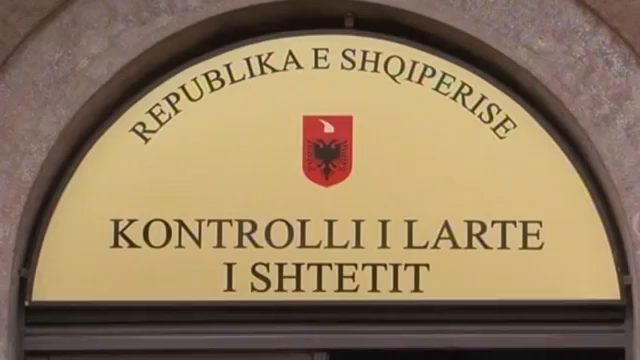 REPUBLIKA E SHQIPERISE
KONTROLLI I LARTE
I SHTETIT